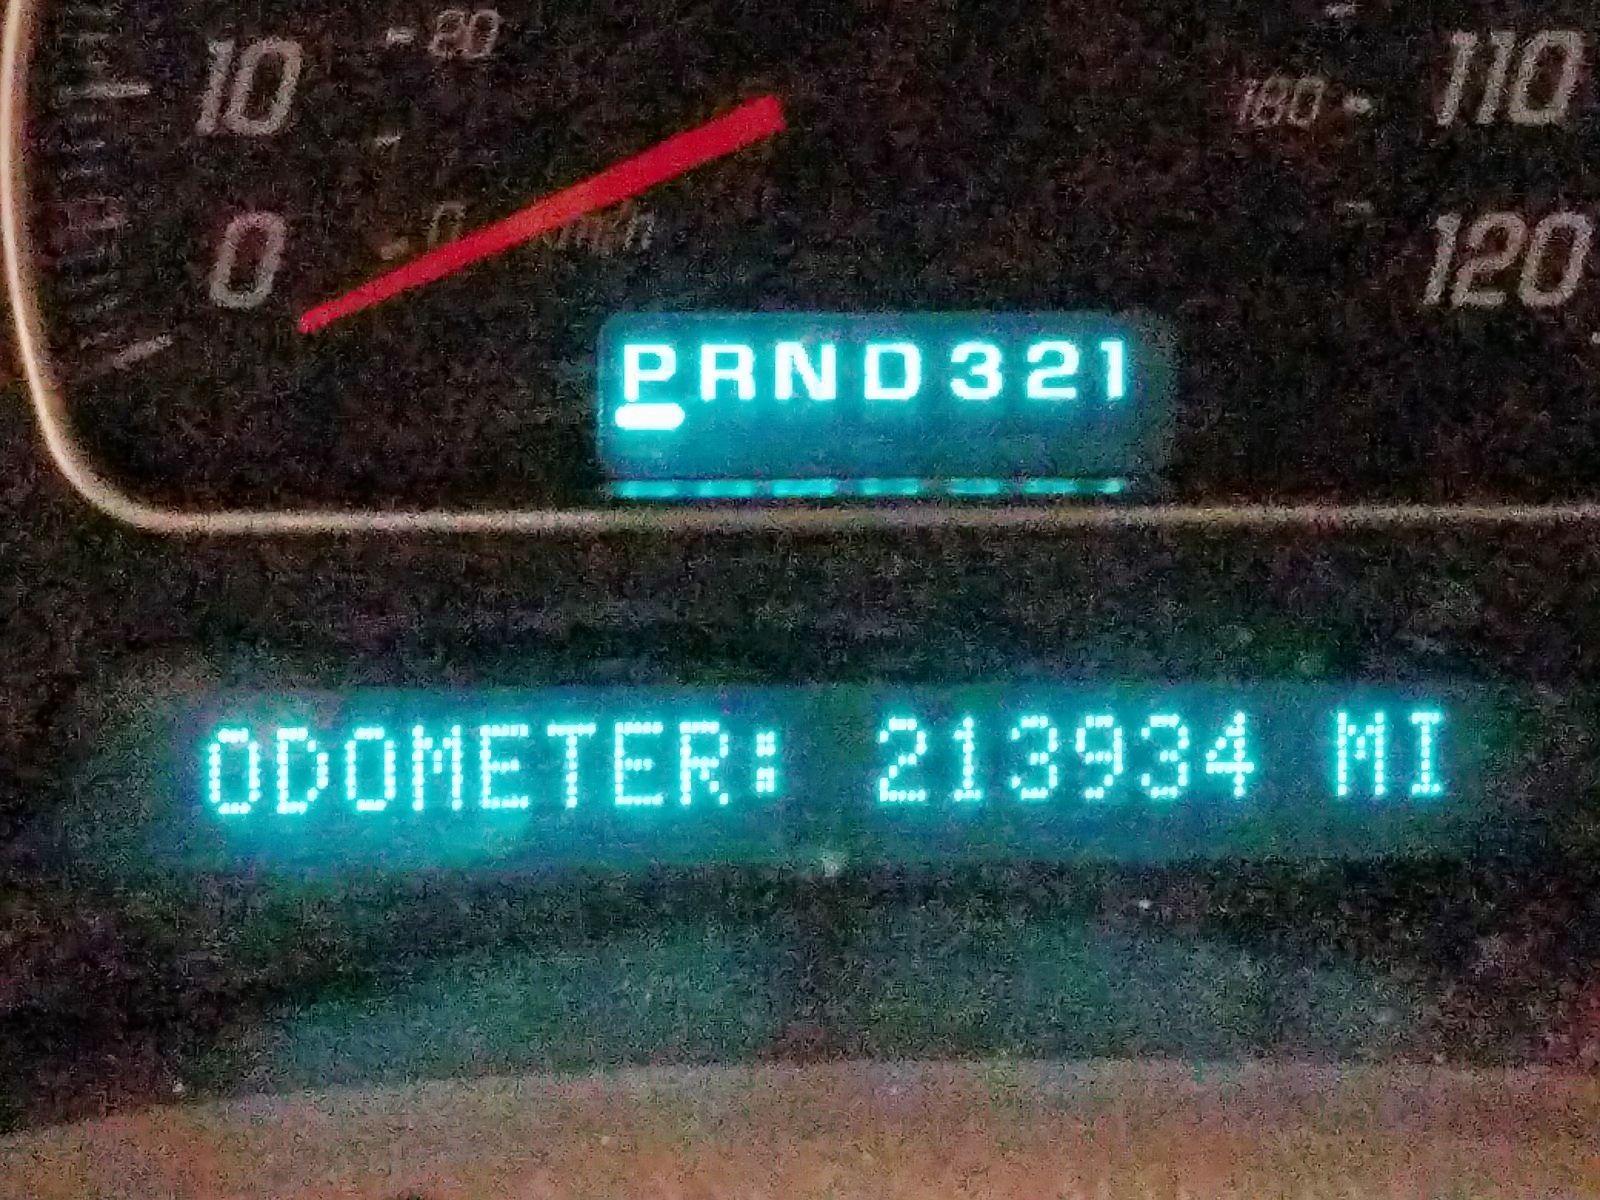 10 20 180 110
0 0 km/h 120
PRND321
ODOMETER: 213934 MI